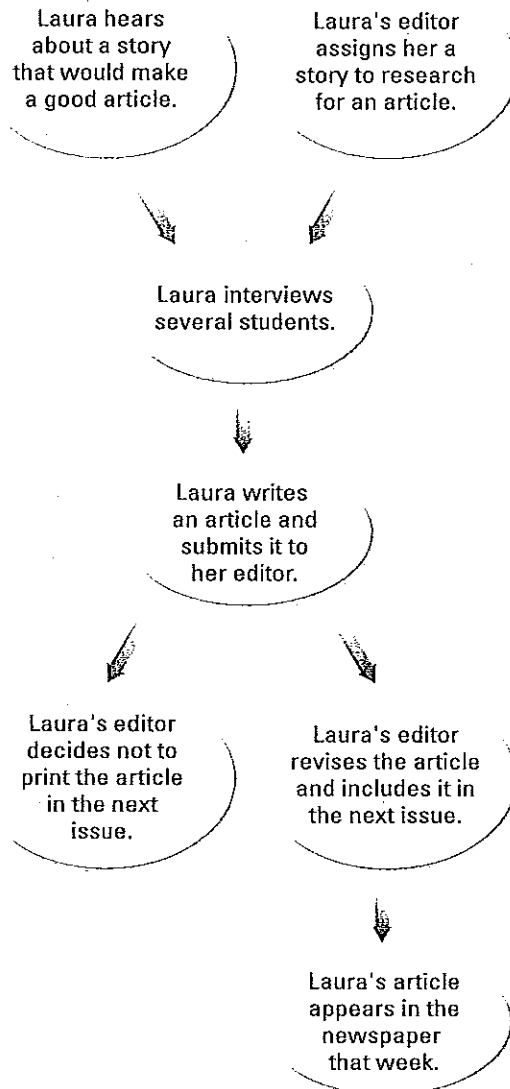 Laura hears
about a story
that would make
a good article.
Laura's editor
assigns her a
story to research
for an article.
Laura interviews
several students.
Laura writes
an article and
submits it to
her editor.
Laura's editor
decides not to
print the article
in the next
issue.
Laura's editor
revises the article
and includes it in
the next issue.
Laura's article
appears in the
newspaper
that week.